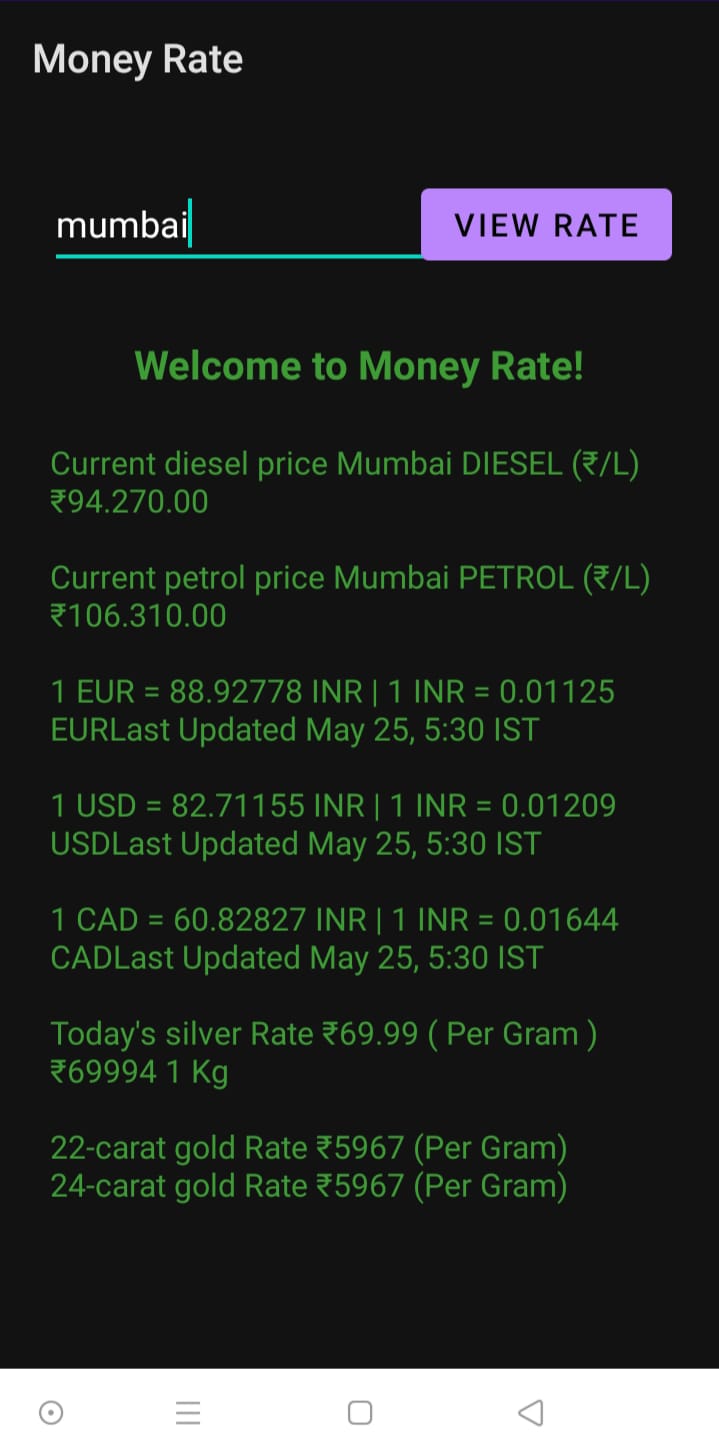 Money Rate
mumbai
VIEW RATE
Welcome to Money Rate!
Current diesel price Mumbai DIESEL (₹/L)
₹94.270.00
Current petrol price Mumbai PETROL (₹/L)
₹106.310.00
1 EUR = 88.92778 INR | 1 INR = 0.01125
EURLast Updated May 25, 5:30 IST
1 USD = 82.71155 INR | 1 INR = 0.01209
USDLast Updated May 25, 5:30 IST
1 CAD = 60.82827 INR | 1 INR = 0.01644
CADLast Updated May 25, 5:30 IST
Today's silver Rate ₹69.99 ( Per Gram )
₹69994 1 Kg
22-carat gold Rate ₹5967 (Per Gram)
24-carat gold Rate ₹5967 (Per Gram)